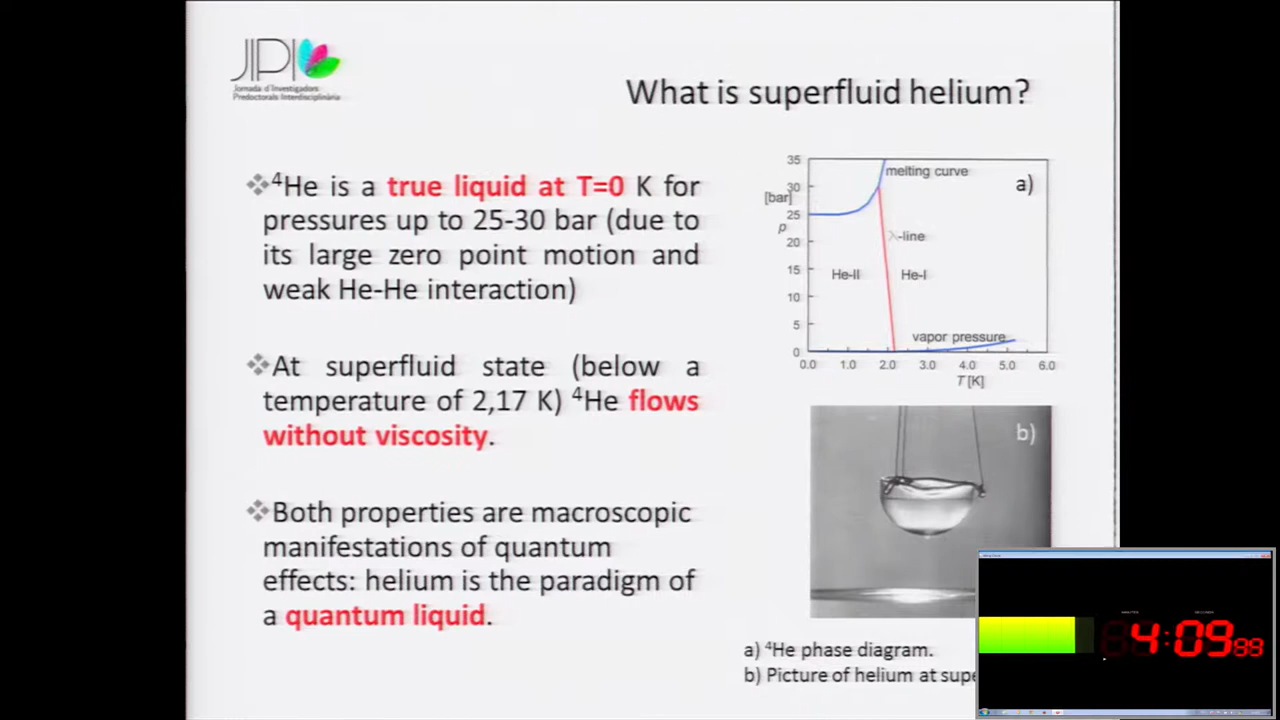 JIPI
Jornada d'Investigadors
Predoctorals Interdisciplinària
What is superfluid helium?
❖⁴He is a true liquid at T=0 K for
pressures up to 25-30 bar (due to
its large zero point motion and
weak He-He interaction)
❖At superfluid state (below a
temperature of 2,17 K) ⁴He flows
without viscosity.
❖Both properties are macroscopic
manifestations of quantum
effects: helium is the paradigm of
a quantum liquid.
35
melting curve
a)
30
[bar]
25
p
20
λ-line
15
He-II
He-I
10
5
vapor pressure
0
0.0 1.0 2.0 3.0 4.0 5.0 6.0
T [K]
b)
a) ⁴He phase diagram.
b) Picture of helium at supe
4:0988